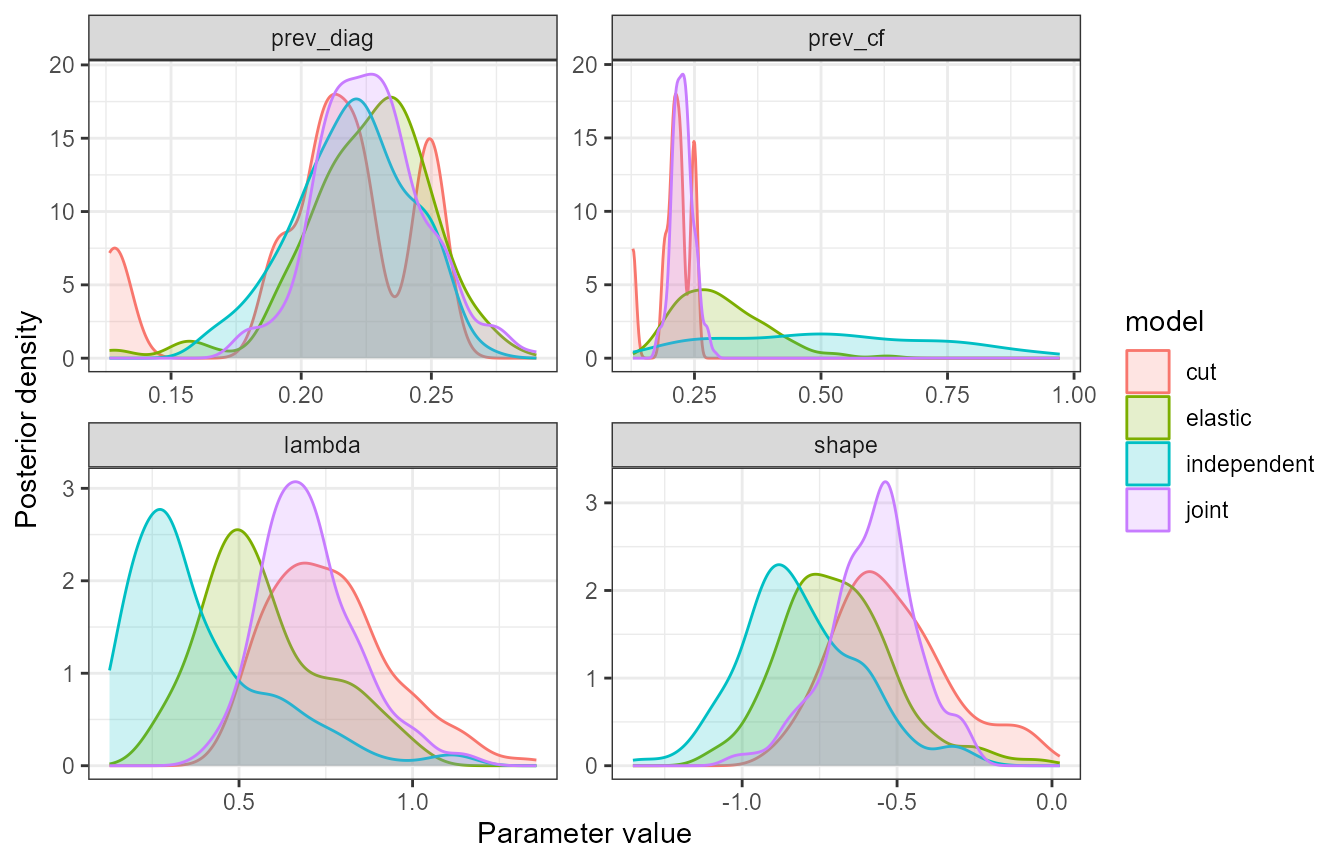 prev_diag
prev_cf
20
15
10
5
0
0.15 0.20 0.25
20
15
10
5
0
0.25 0.50 0.75 1.00
lambda
shape
3
2
1
0
0.5 1.0
3
2
1
0
-1.0 -0.5 0.0
Posterior density
Parameter value
model
cut
elastic
independent
joint